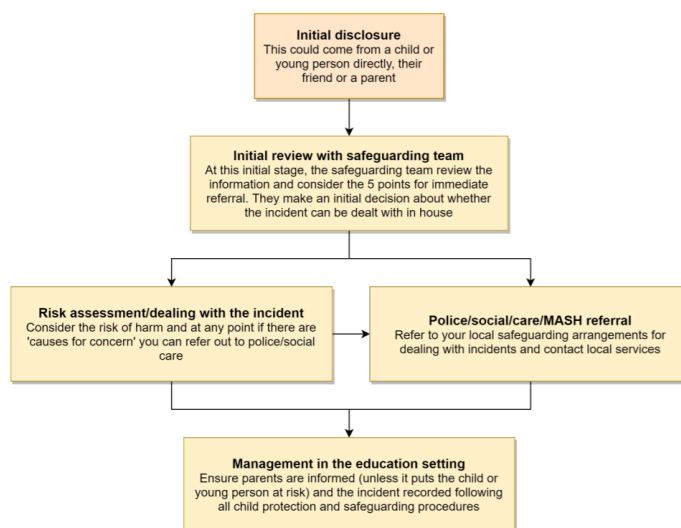 Initial disclosure
This could come from a child or
young person directly, their
friend or a parent
Initial review with safeguarding team
At this initial stage, the safeguarding team review the
information and consider the 5 points for immediate
referral. They make an initial decision about whether
the incident can be dealt with in house
Risk assessment/dealing with the incident
Consider the risk of harm and at any point if there are
'causes for concern' you can refer out to police/social
care
Police/social/care/MASH referral
Refer to your local safeguarding arrangements for
dealing with incidents and contact local services
Management in the education setting
Ensure parents are informed (unless it puts the child or
young person at risk) and the incident recorded following
all child protection and safeguarding procedures